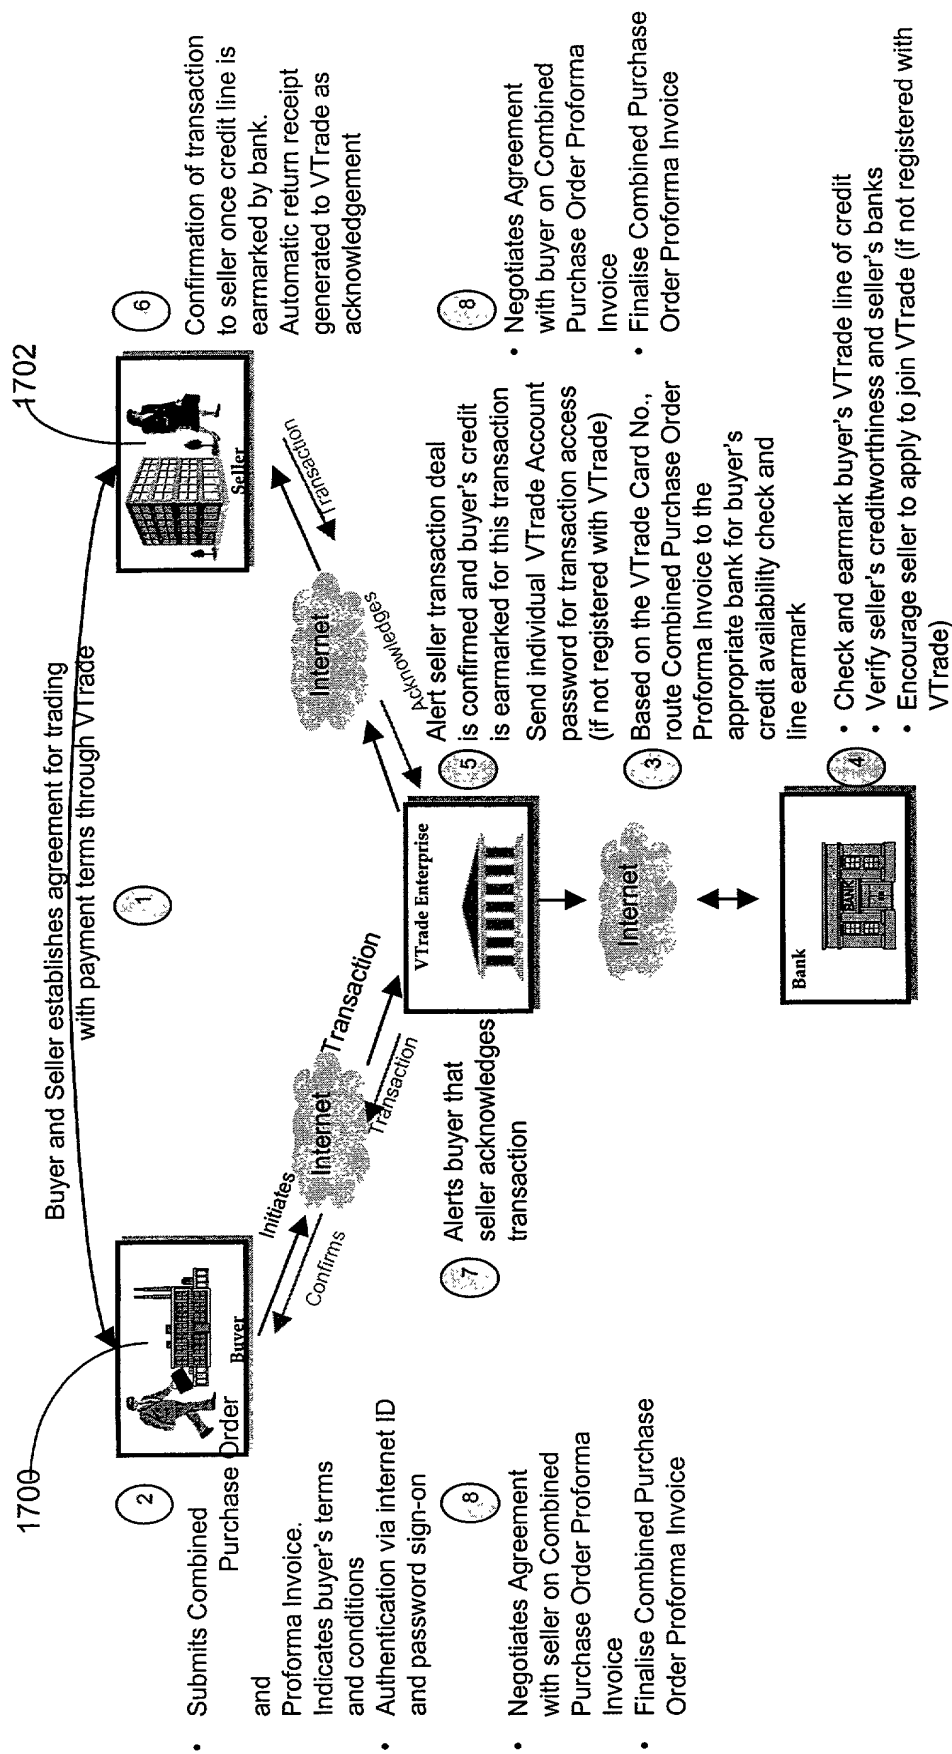 1700
1702
Buyer and Seller establishes agreement for trading
with payment terms through VTrade
1
2
• Submits Combined
Purchase Order
and
• Proforma Invoice.
Indicates buyer's terms
and conditions
• Authentication via internet ID
and password sign-on
8
• Negotiates Agreement
with seller on Combined
Purchase Order Proforma
Invoice
• Finalise Combined Purchase
Order Proforma Invoice
Buyer
Initiates
Confirms
Internet
Transaction
Transaction
7
Alerts buyer that
seller acknowledges
transaction
VTrade Enterprise
Internet
Bank
BANK
Seller
Transaction
Internet
Acknowledges
5
Alert seller transaction deal
is confirmed and buyer's credit
is earmarked for this transaction
Send individual VTrade Account
password for transaction access
(if not registered with VTrade)
3
Based on the VTrade Card No.,
route Combined Purchase Order
Proforma Invoice to the
appropriate bank for buyer's
credit availability check and
line earmark
4
• Check and earmark buyer's VTrade line of credit
• Verify seller's creditworthiness and seller's banks
• Encourage seller to apply to join VTrade (if not registered with
VTrade)
6
Confirmation of transaction
to seller once credit line is
earmarked by bank.
Automatic return receipt
generated to VTrade as
acknowledgement
8
• Negotiates Agreement
with buyer on Combined
Purchase Order Proforma
Invoice
• Finalise Combined Purchase
Order Proforma Invoice